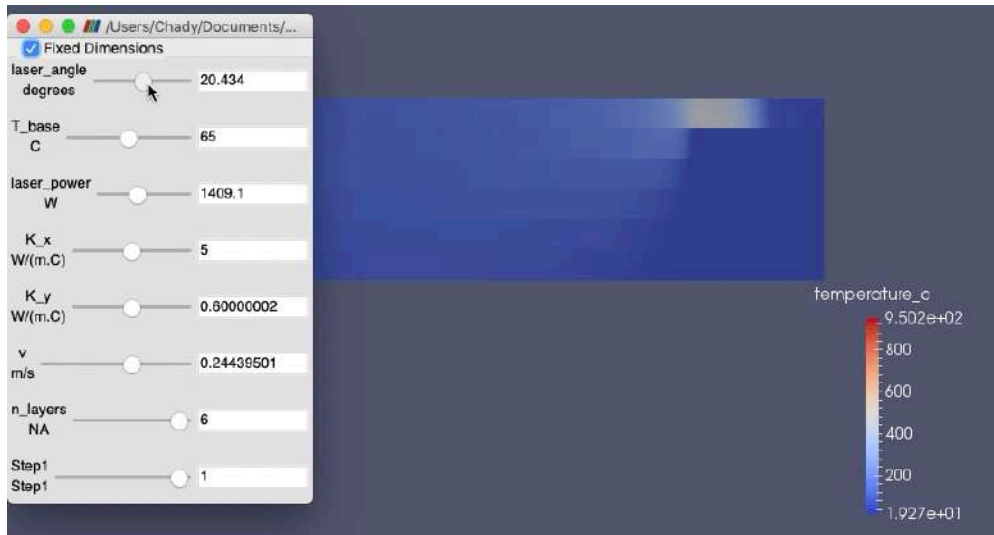 /Users/Chady/Documents/...
Fixed Dimensions
laser_angle
degrees
20.434
T_base
C
65
laser_power
W
1409.1
K_x
W/(m.C)
5
K_y
W/(m.C)
0.60000002
v
m/s
0.24439501
n_layers
NA
6
Step1
Step1
1
temperature_c
9.502e+02
800
600
400
200
1.927e+01